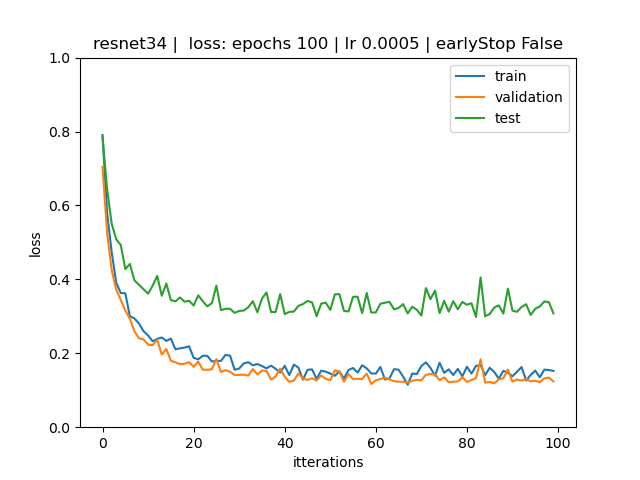 resnet34 |  loss: epochs 100 | lr 0.0005 | earlyStop False
train
validation
test
loss
1.0
0.8
0.6
0.4
0.2
0.0
0 20 40 60 80 100
itterations